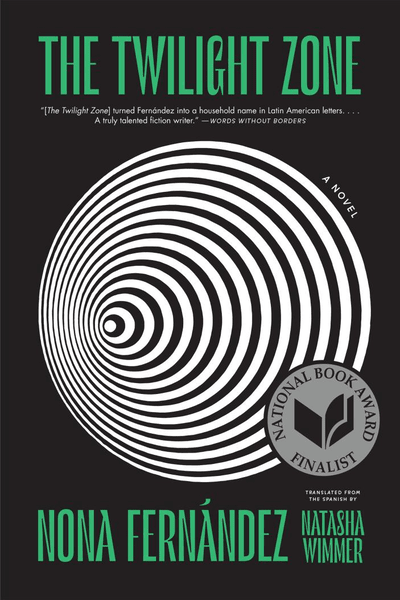 THE TWILIGHT ZONE
“[The Twilight Zone] turned Fernández into a household name in Latin American letters. . . .
A truly talented fiction writer.” —WORDS WITHOUT BORDERS
A NOVEL
NATIONAL BOOK AWARD
FINALIST
TRANSLATED FROM
THE SPANISH BY
NONA FERNÁNDEZ
NATASHA
WIMMER